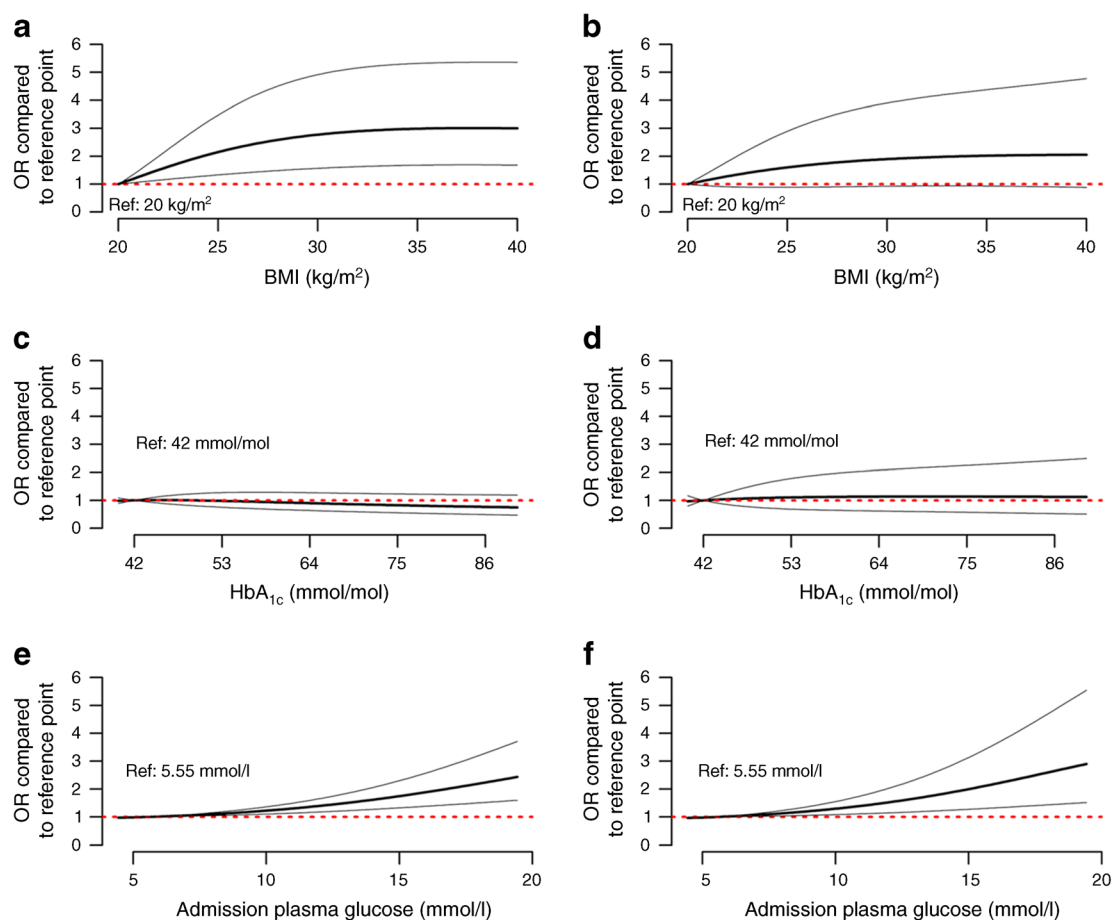 a
6
5
4
3
2
1
0
OR compared
to reference point
Ref: 20 kg/m²
20 25 30 35 40
BMI (kg/m²)
b
6
5
4
3
2
1
0
OR compared
to reference point
Ref: 20 kg/m²
20 25 30 35 40
BMI (kg/m²)
c
6
5
4
3
2
1
0
OR compared
to reference point
Ref: 42 mmol/mol
42 53 64 75 86
HbA₁c (mmol/mol)
d
6
5
4
3
2
1
0
OR compared
to reference point
Ref: 42 mmol/mol
42 53 64 75 86
HbA₁c (mmol/mol)
e
6
5
4
3
2
1
0
OR compared
to reference point
Ref: 5.55 mmol/l
5 10 15 20
Admission plasma glucose (mmol/l)
f
6
5
4
3
2
1
0
OR compared
to reference point
Ref: 5.55 mmol/l
5 10 15 20
Admission plasma glucose (mmol/l)